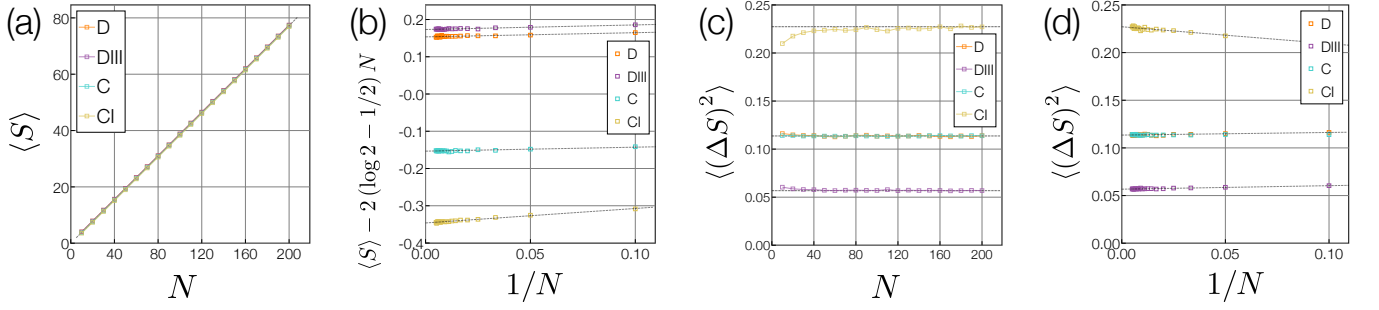 (a)
⟨S⟩
80
60
40
20
0
D
DIII
C
CI
0 40 80 120 160 200
N
(b)
⟨S⟩ − 2 (log 2 − 1/2) N
0.2
0.1
-0.0
-0.1
-0.2
-0.3
-0.4
D
DIII
C
CI
0.00 0.05 0.10
1/N
(c)
⟨(ΔS)²⟩
0.25
0.20
0.15
0.10
0.05
0.00
D
DIII
C
CI
0 40 80 120 160 200
N
(d)
⟨(ΔS)²⟩
0.25
0.20
0.15
0.10
0.05
0.00
D
DIII
C
CI
0.00 0.05 0.10
1/N